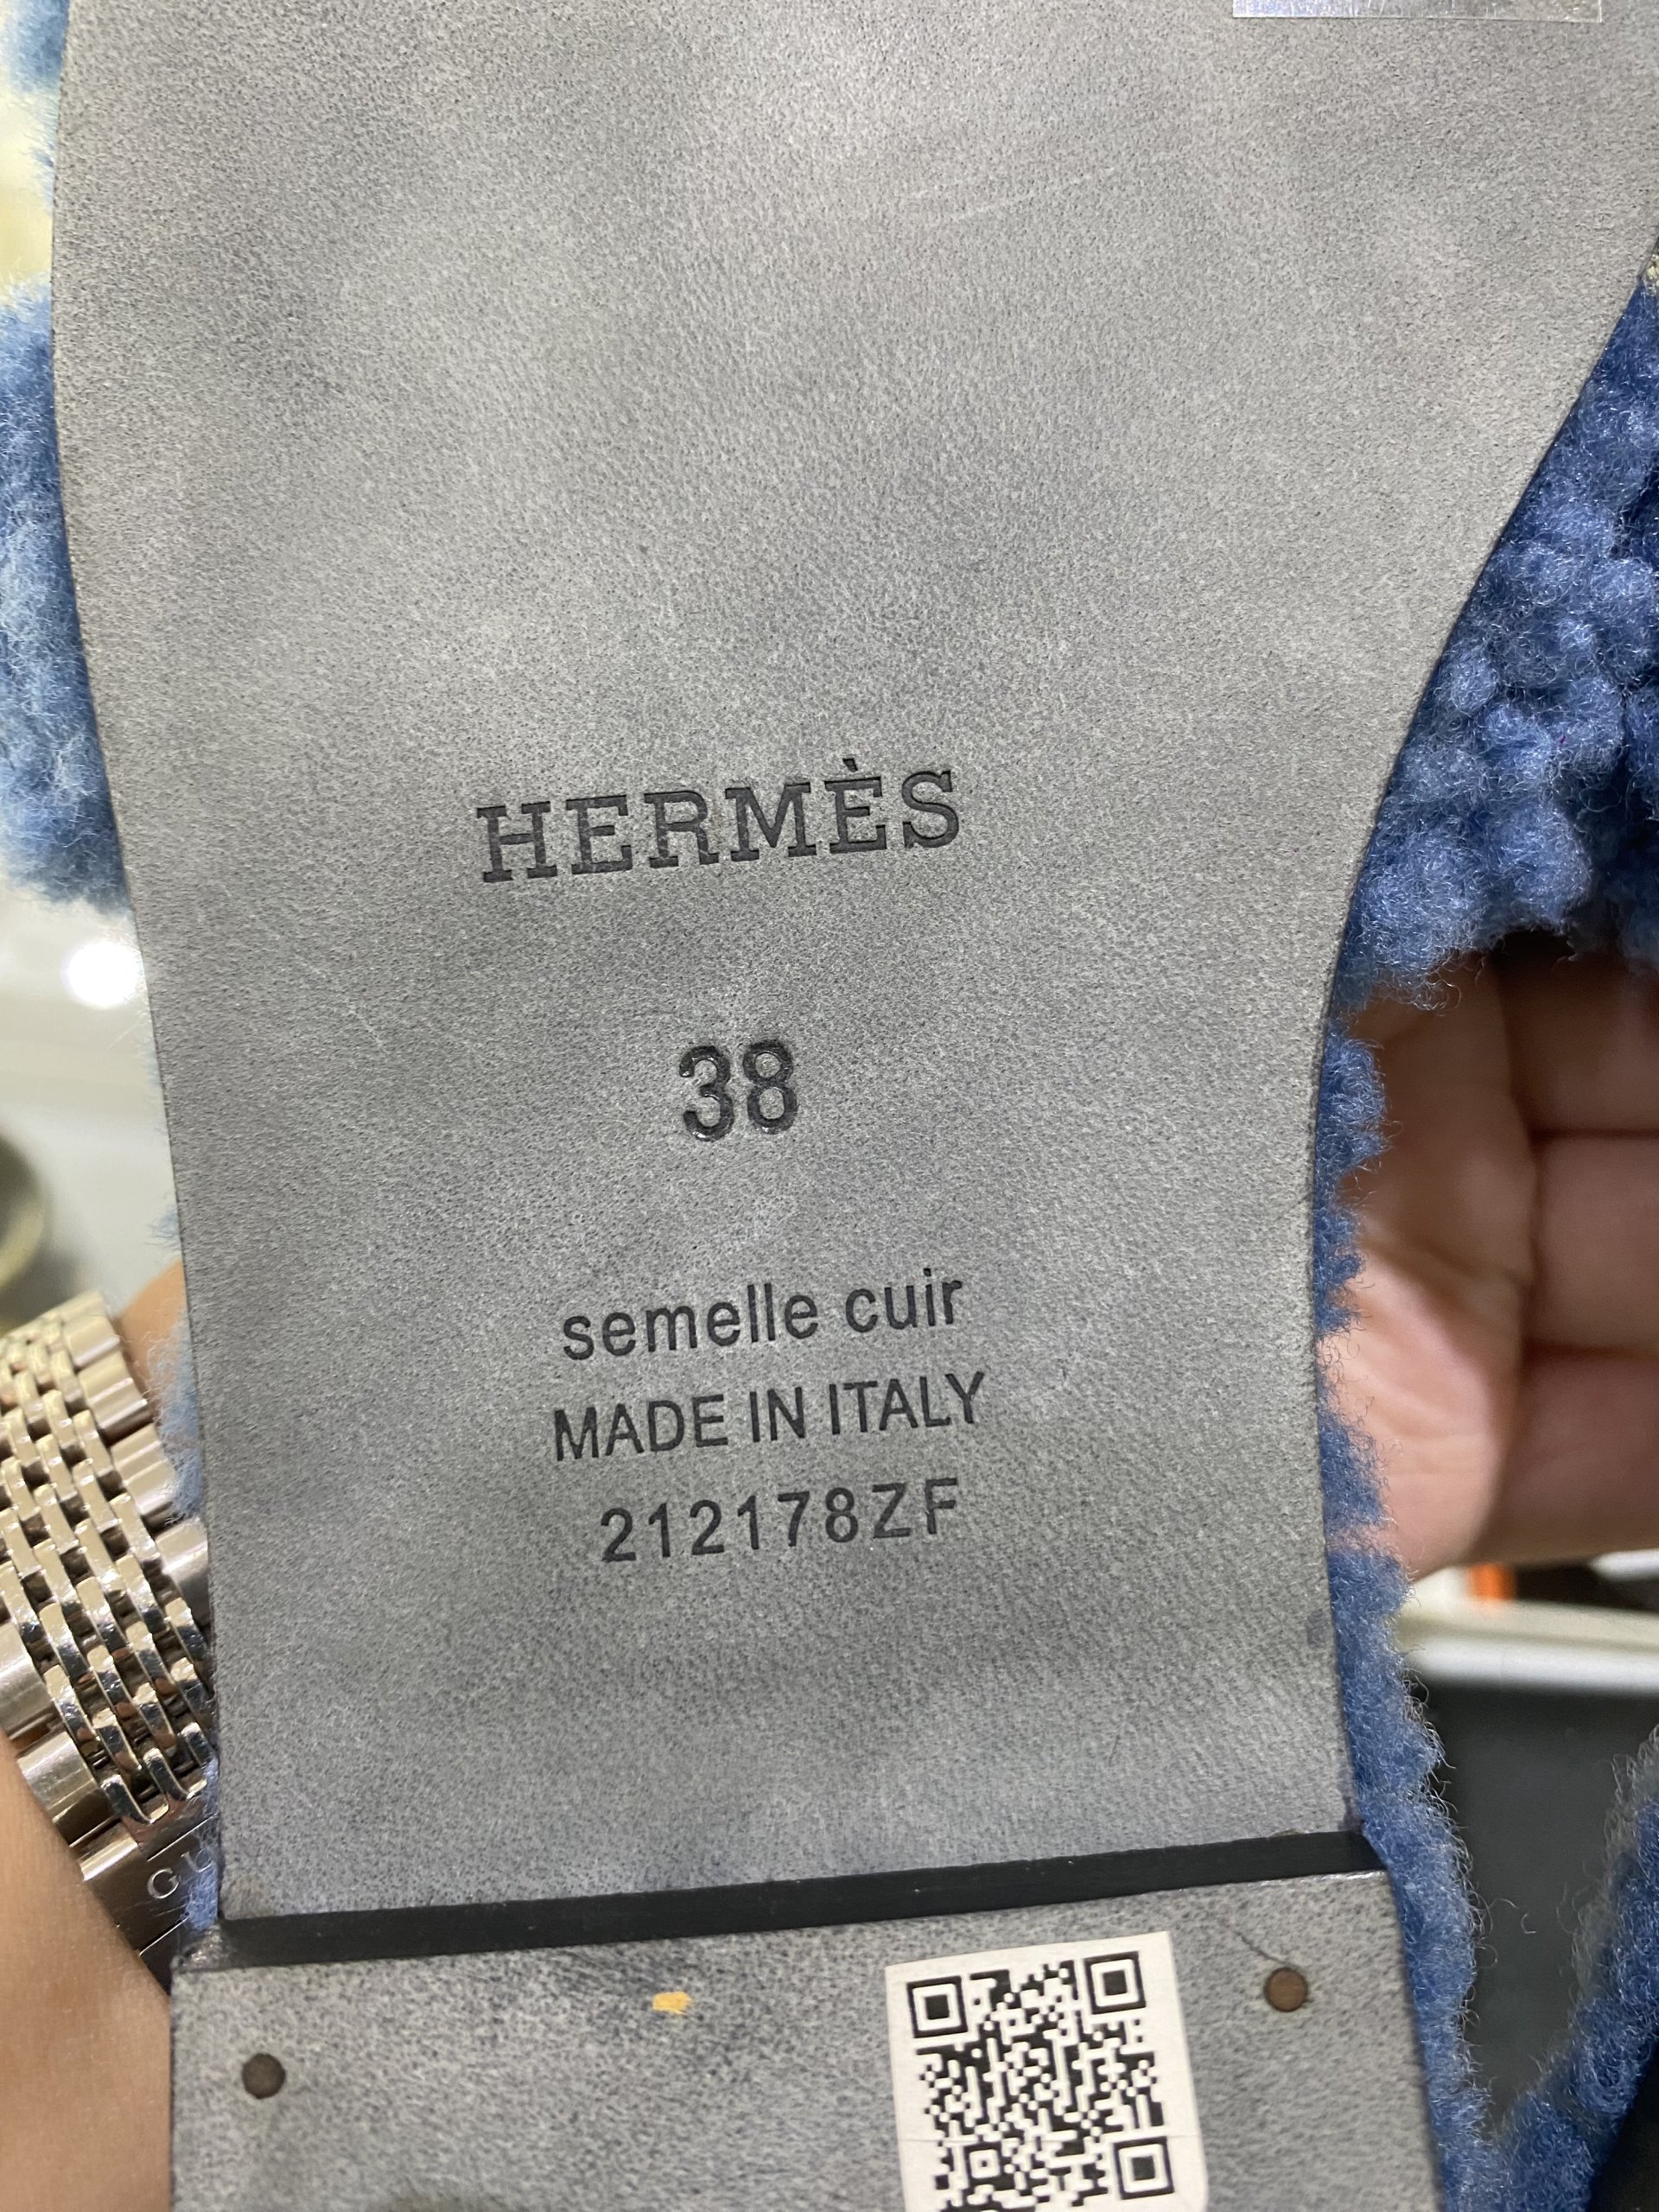 HERMÈS
38
semelle cuir
MADE IN ITALY
212178ZF